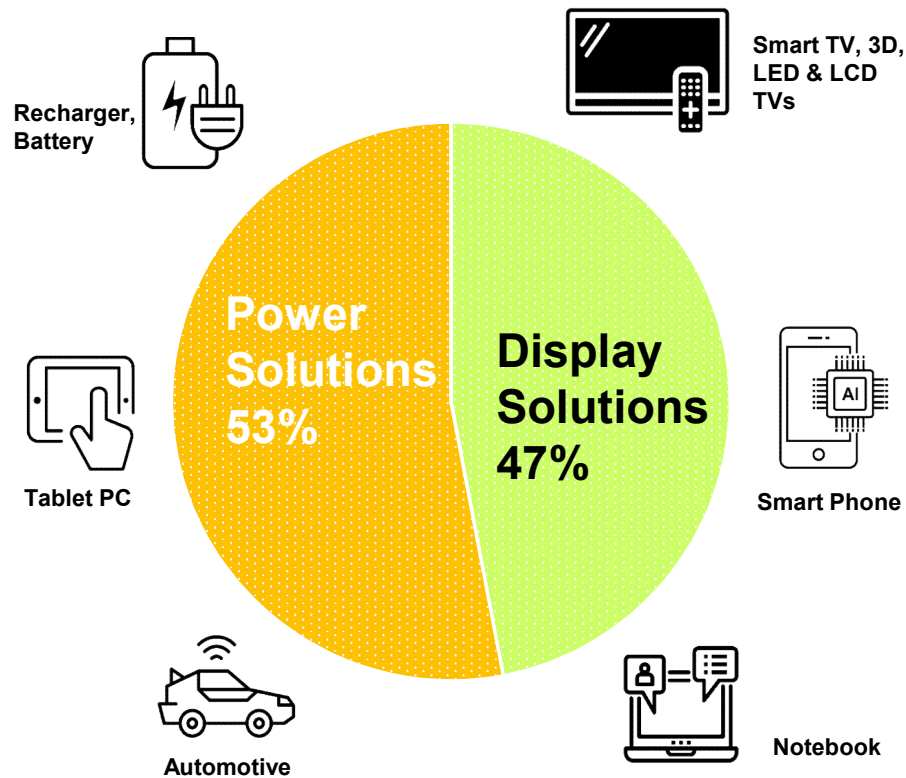 Recharger,
Battery
Smart TV, 3D,
LED & LCD
TVs
Power
Solutions
53%
Display
Solutions
47%
AI
Tablet PC
Smart Phone
Automotive
Notebook